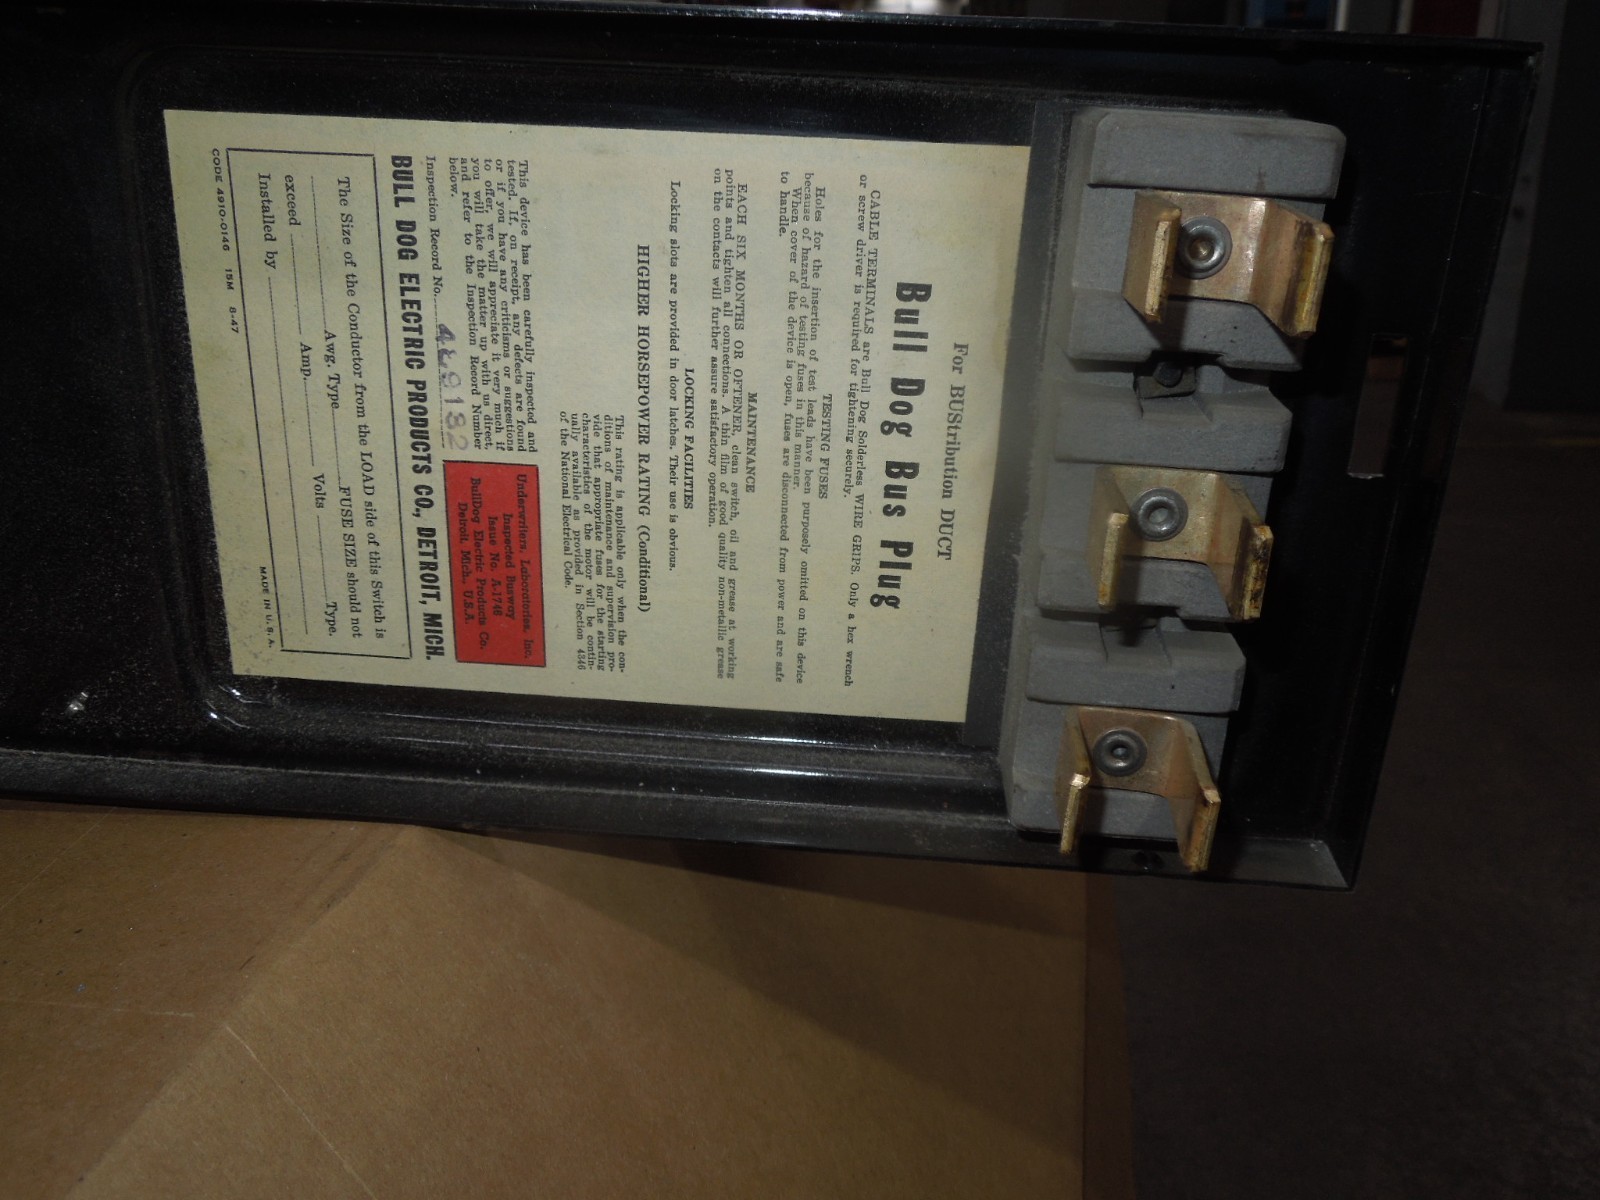 For BUStribution DUCT
Bull Dog Bus Plug
CABLE TERMINALS are Bull Dog Solderless WIRE GRIPS. Only a hex wrench
or screw driver is required for tightening securely.
TESTING FUSES
Holes for the insertion of test leads have been purposely omitted on this device
because of hazard of testing fuses in this manner.
When cover of the device is open, fuses are disconnected from power and are safe
to handle.
MAINTENANCE
EACH SIX MONTHS OR OFTENER, clean switch, oil and grease at working
points and tighten all connections. A thin film of good quality non-metallic grease
on the contacts will further assure satisfactory operation.
LOCKING FACILITIES
Locking slots are provided in door latches. Their use is obvious.
HIGHER HORSEPOWER RATING (Conditional)
This rating is applicable only when the con-
ditions of maintenance and supervision pro-
vide that appropriate fuses for the starting
characteristics of the motor will be contin-
ually available as provided in Section 4346
of the National Electrical Code.
This device has been carefully inspected and
tested. If, on receipt, any defects are found
or if you have any criticisms or suggestions
to offer, we will appreciate it very much if
you will take the matter up with us direct,
and refer to the Inspection Record Number
below.
Inspection Record No. 489182
Underwriters, Laboratories, Inc.
Inspected Busway
Issue No. A-1746
BullDog Electric Products Co.
Detroit, Mich., U.S.A.
BULL DOG ELECTRIC PRODUCTS CO., DETROIT, MICH.
The Size of the Conductor from the LOAD side of this Switch is
Awg. Type FUSE SIZE should not
exceed Amp. Volts Type.
Installed by
CODE 4910-0146 15M 8-47 MADE IN U.S.A.